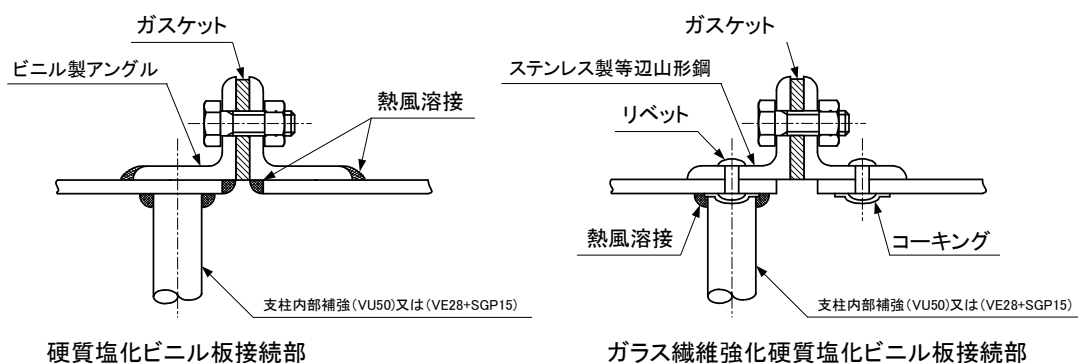 ガスケット
ビニル製アングル
熱風溶接
支柱内部補強(VU50)又は(VE28+SGP15)
硬質塩化ビニル板接続部
ガスケット
ステンレス製等辺山形鋼
リベット
熱風溶接
コーキング
支柱内部補強(VU50)又は(VE28+SGP15)
ガラス繊維強化硬質塩化ビニル板接続部